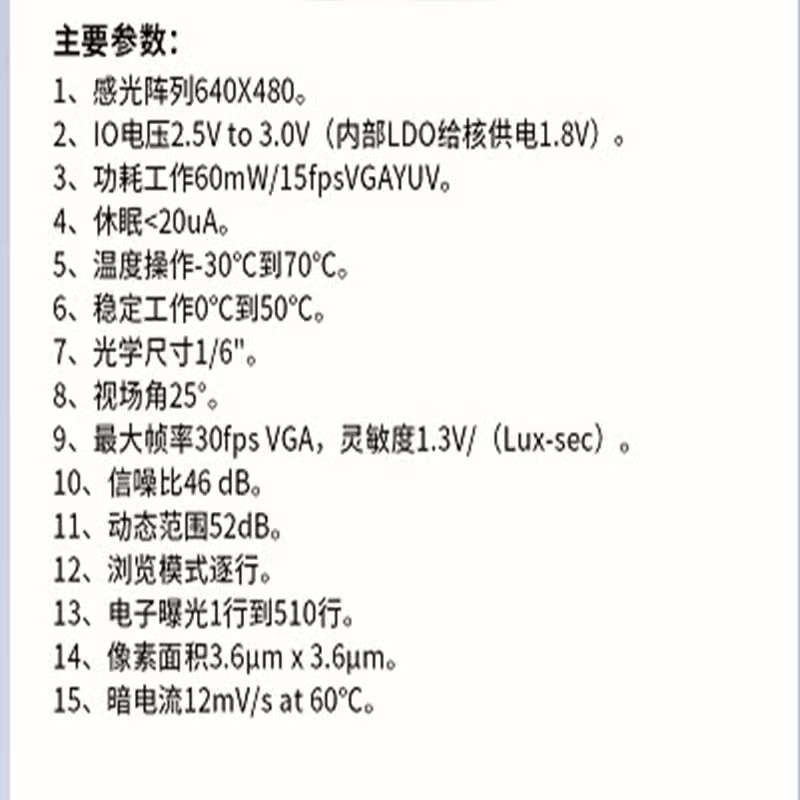 主要参数：
1、感光阵列640X480。
2、IO电压2.5V to 3.0V（内部LDO给核供电1.8V）。
3、功耗工作60mW/15fpsVGAYUV。
4、休眠<20uA。
5、温度操作-30℃到70℃。
6、稳定工作0℃到50℃。
7、光学尺寸1/6"。
8、视场角25°。
9、最大帧率30fps VGA，灵敏度1.3V/（Lux-sec）。
10、信噪比46 dB。
11、动态范围52dB。
12、浏览模式逐行。
13、电子曝光1行到510行。
14、像素面积3.6μm x 3.6μm。
15、暗电流12mV/s at 60℃。